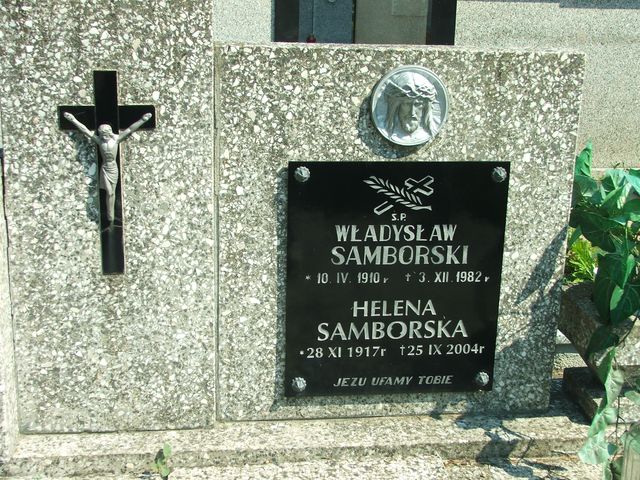 S.P.
WŁADYSŁAW
SAMBORSKI
* 10. IV. 1910 r † 3. XII. 1982 r
HELENA
SAMBORSKA
* 28 XI 1917r † 25 IX 2004r
JEZU UFAMY TOBIE